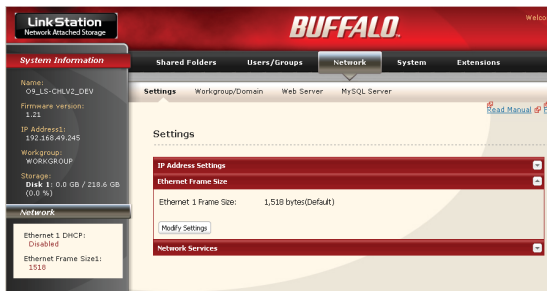 LinkStation
Network Attached Storage
BUFFALO
Welco
System Information
Shared Folders Users/Groups Network System Extensions
Name:
O9_LS-CHLV2_DEV
Firmware version:
1.21
IP Address1:
192.168.49.245
Workgroup:
WORKGROUP
Storage:
Disk 1: 0.0 GB / 218.6 GB
(0.0 %)
Network
Ethernet 1 DHCP:
Disabled
Ethernet Frame Size1:
1518
Settings Workgroup/Domain Web Server MySQL Server
Read Manual
Settings
IP Address Settings
Ethernet Frame Size
Ethernet 1 Frame Size: 1,518 bytes(Default)
Modify Settings
Network Services